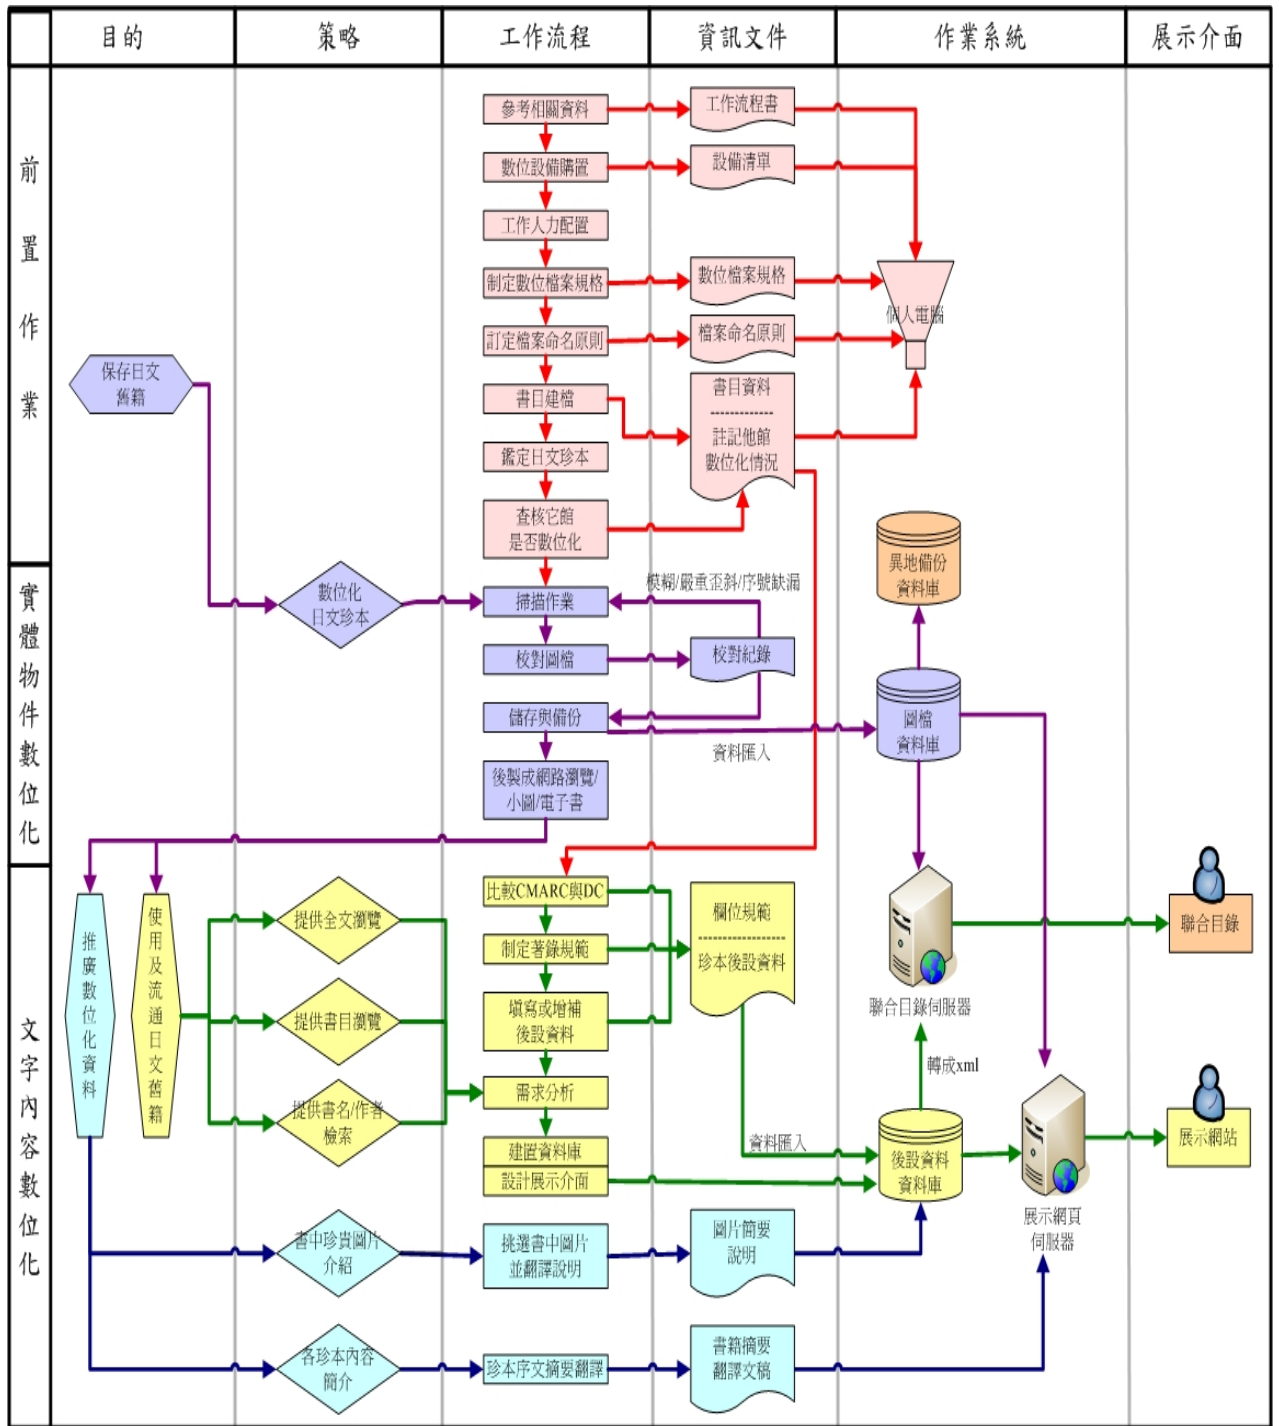 目的
策略
工作流程
資訊文件
作業系統
展示介面
前置作業
參考相關資料
工作流程書
數位設備購置
設備清單
工作人力配置
制定數位檔案規格
數位檔案規格
個人電腦
訂定檔案命名原則
檔案命名原則
保存日文
舊籍
書目建檔
書目資料
-------------
註記他館
數位化情況
鑑定日文珍本
查核它館
是否數位化
實體物件數位化
異地備份
資料庫
數位化
日文珍本
掃描作業
模糊/嚴重歪斜/序號缺漏
校對圖檔
校對紀錄
儲存與備份
圖檔
資料庫
資料匯入
後製成網路瀏覽/
小圖/電子書
文字內容數位化
推廣數位化資料
使用及流通日文舊籍
提供全文瀏覽
提供書目瀏覽
提供書名/作者
檢索
比較CMARC與DC
制定著錄規範
填寫或增補
後設資料
欄位規範
-----------------
珍本後設資料
聯合目錄
聯合目錄伺服器
轉成xml
需求分析
建置資料庫
設計展示介面
資料匯入
後設資料
資料庫
展示網站
展示網頁
伺服器
書中珍貴圖片
介紹
挑選書中圖片
並翻譯說明
圖片簡要
說明
各珍本內容
簡介
珍本序文摘要翻譯
書籍摘要
翻譯文稿